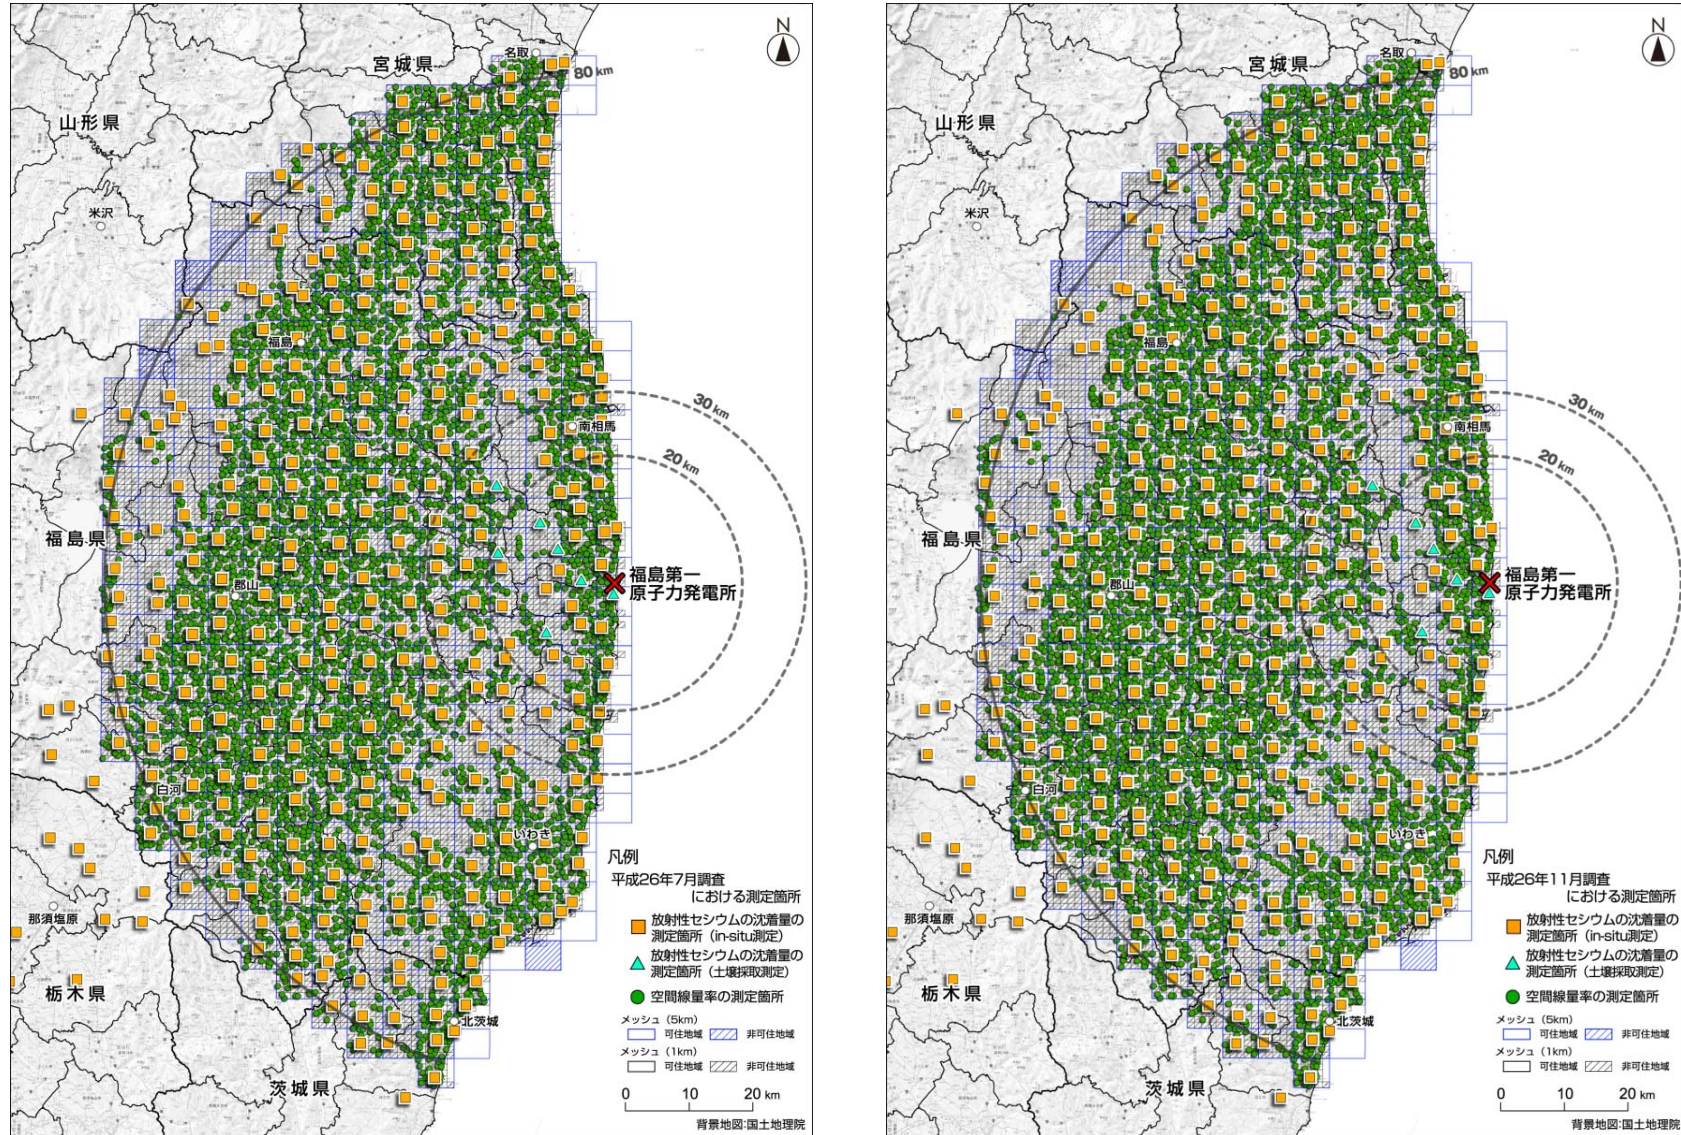 N
名取
宮城県
80 km
山形県
米沢
福島
30 km
南相馬
20 km
福島県
福島第一
原子力発電所
郡山
白河
いわき
凡例
平成26年7月調査
における測定箇所
那須塩原
放射性セシウムの沈着量の
測定箇所（in-situ測定）
放射性セシウムの沈着量の
測定箇所（土壌採取測定）
栃木県
空間線量率の測定箇所
北茨城
メッシュ（5km）
可住地域 非可住地域
メッシュ（1km）
可住地域 非可住地域
茨城県
0 10 20 km
背景地図:国土地理院
N
名取
宮城県
80 km
山形県
米沢
福島
30 km
南相馬
20 km
福島県
福島第一
原子力発電所
郡山
白河
いわき
凡例
平成26年11月調査
における測定箇所
那須塩原
放射性セシウムの沈着量の
測定箇所（in-situ測定）
放射性セシウムの沈着量の
測定箇所（土壌採取測定）
栃木県
空間線量率の測定箇所
北茨城
メッシュ（5km）
可住地域 非可住地域
メッシュ（1km）
可住地域 非可住地域
茨城県
0 10 20 km
背景地図:国土地理院